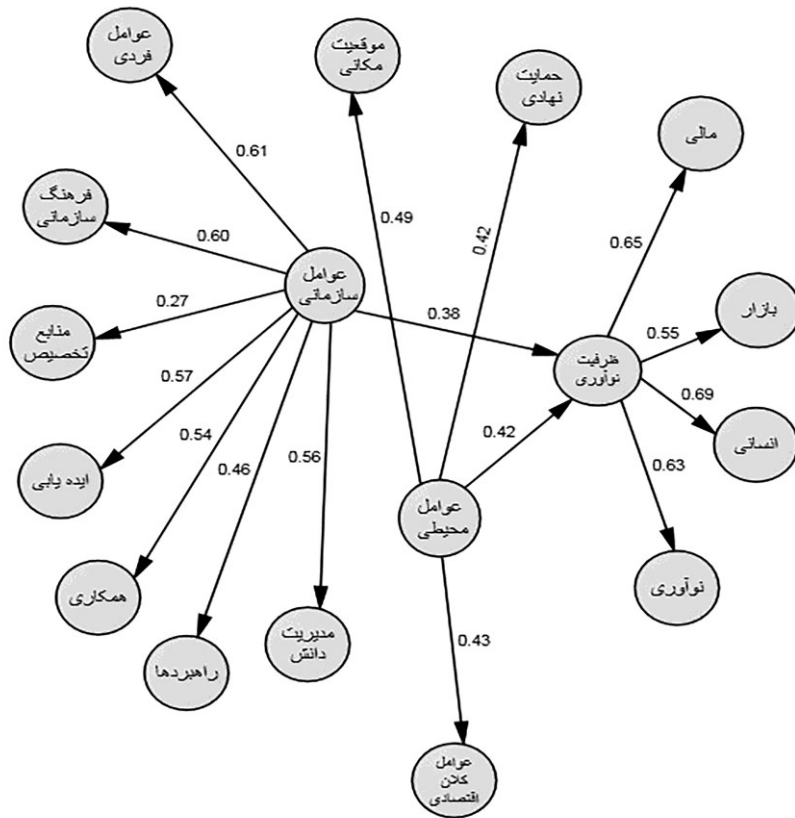 عوامل
فردی
موقعیت
مکانی
حمایت
نهادی
مالی
0.61
فرهنگ
سازمانی
0.60
0.49
0.42
0.65
عوامل
سازمانی
منابع
تخصیص
0.27
0.38
بازار
0.55
ظرفیت
نوآوری
0.57
0.69
0.54
0.42
انسانی
ایده یابی
0.46
0.56
0.63
عوامل
محیطی
همکاری
نوآوری
راهبردها
مدیریت
دانش
0.43
عوامل
کلان
اقتصادی